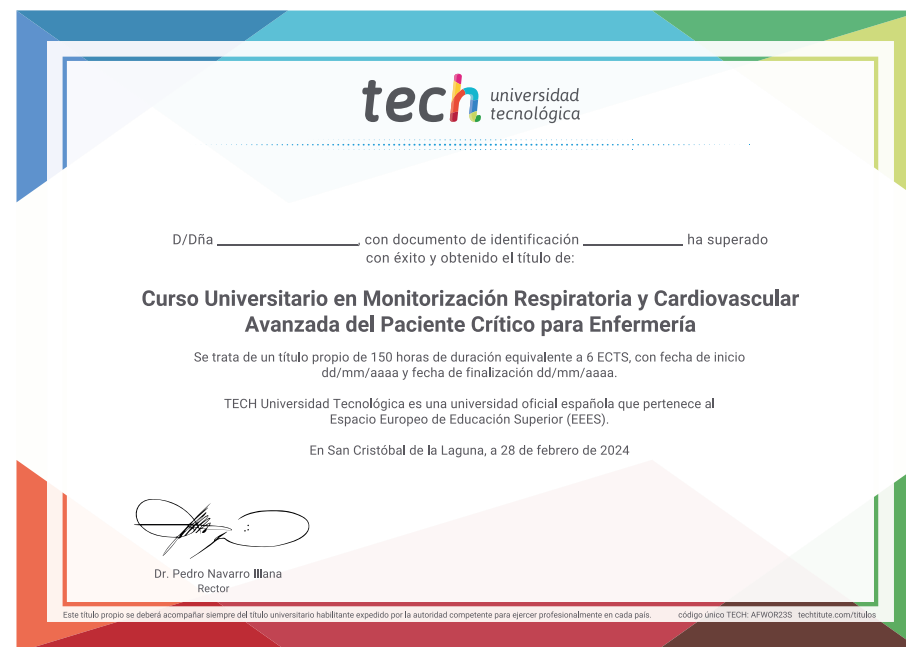 tech universidad
tecnológica
D/Dña ____________________, con documento de identificación ______________ ha superado
con éxito y obtenido el título de:
Curso Universitario en Monitorización Respiratoria y Cardiovascular
Avanzada del Paciente Crítico para Enfermería
Se trata de un título propio de 150 horas de duración equivalente a 6 ECTS, con fecha de inicio
dd/mm/aaaa y fecha de finalización dd/mm/aaaa.
TECH Universidad Tecnológica es una universidad oficial española que pertenece al
Espacio Europeo de Educación Superior (EEES).
En San Cristóbal de la Laguna, a 28 de febrero de 2024
Dr. Pedro Navarro Illana
Rector
Este título propio se deberá acompañar siempre del título universitario habilitante expedido por la autoridad competente para ejercer profesionalmente en cada país. código único TECH: AFWOR23S techtitute.com/titulos